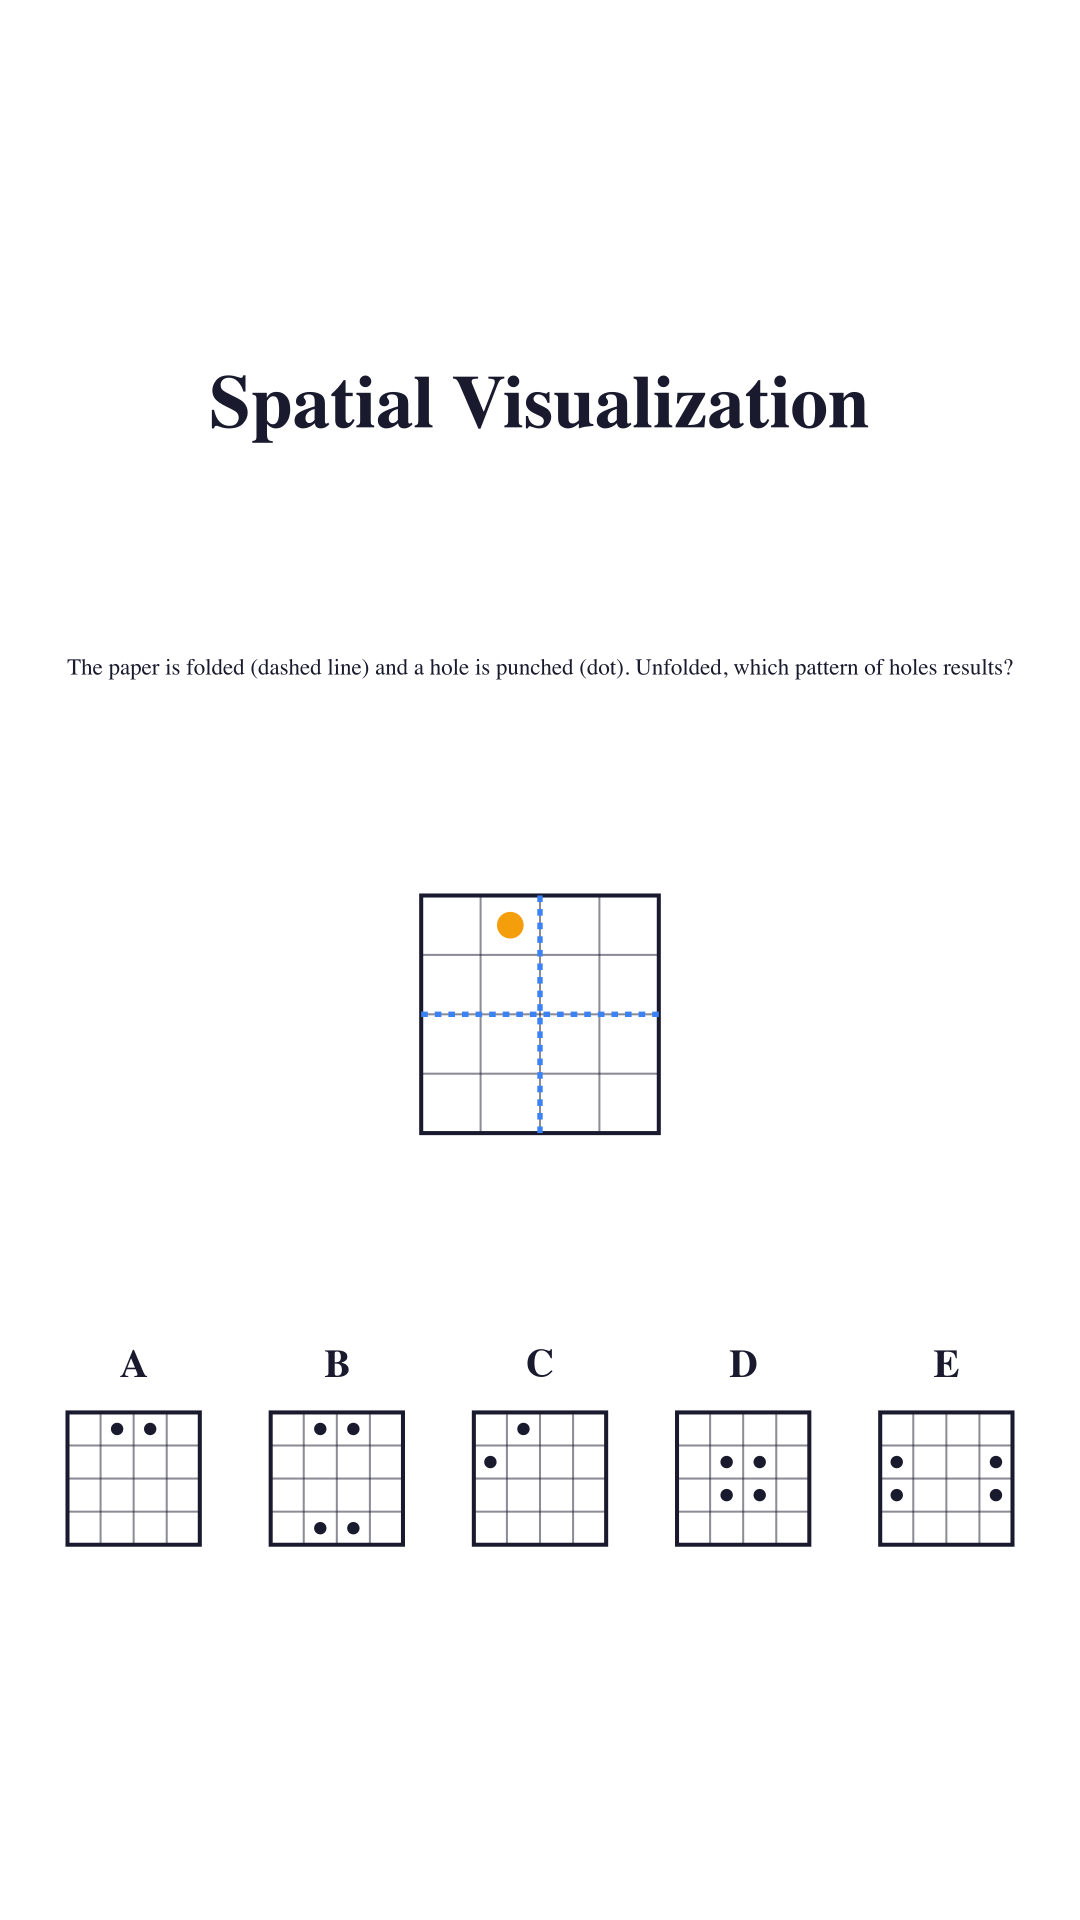 Spatial Visualization
The paper is folded (dashed line) and a hole is punched (dot). Unfolded, which pattern of holes results?
A B C D E